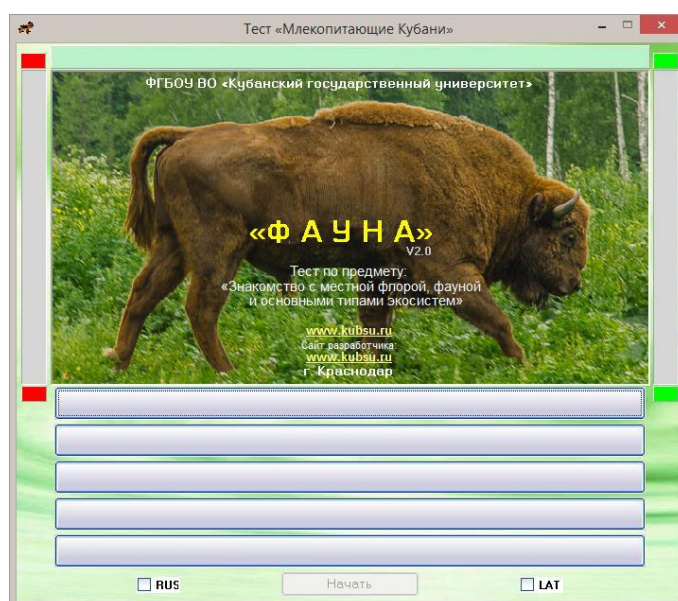 Тест «Млекопитающие Кубани»
ФГБОУ ВО «Кубанский государственный университет»
«Ф А У Н А»
V2.0
Тест по предмету:
«Знакомство с местной флорой, фауной
и основными типами экосистем»
www.kubsu.ru
Сайт разработчика:
www.kubsu.ru
г. Краснодар
RUS
Начать
LAT